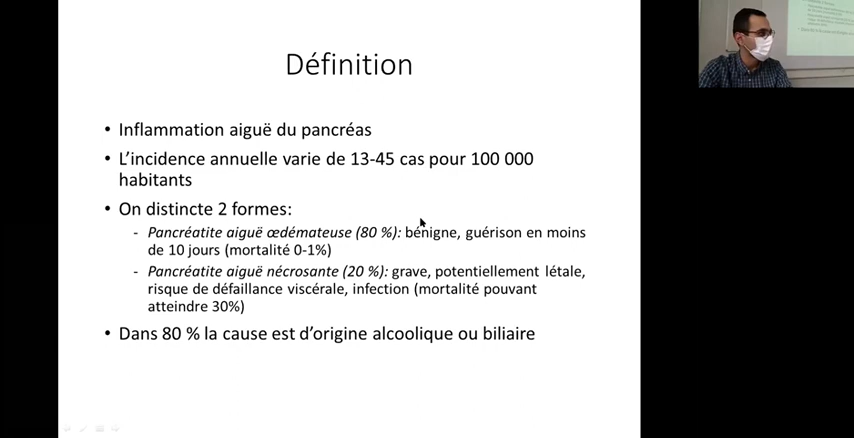 Définition
• Inflammation aiguë du pancréas
• L’incidence annuelle varie de 13-45 cas pour 100 000
habitants
• On distincte 2 formes:
- Pancréatite aiguë œdémateuse (80 %): bénigne, guérison en moins
de 10 jours (mortalité 0-1%)
- Pancréatite aiguë nécrosante (20 %): grave, potentiellement létale,
risque de défaillance viscérale, infection (mortalité pouvant
atteindre 30%)
• Dans 80 % la cause est d’origine alcoolique ou biliaire